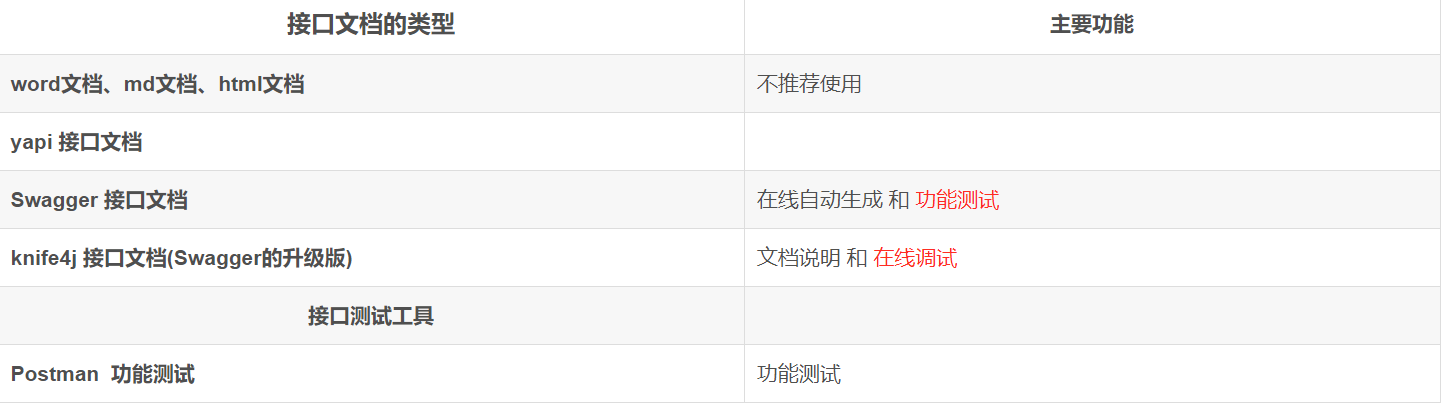 接口文档的类型 主要功能
word文档、md文档、html文档 不推荐使用
yapi 接口文档
Swagger 接口文档 在线自动生成 和 功能测试
knife4j 接口文档(Swagger的升级版) 文档说明 和 在线调试
接口测试工具
Postman 功能测试 功能测试